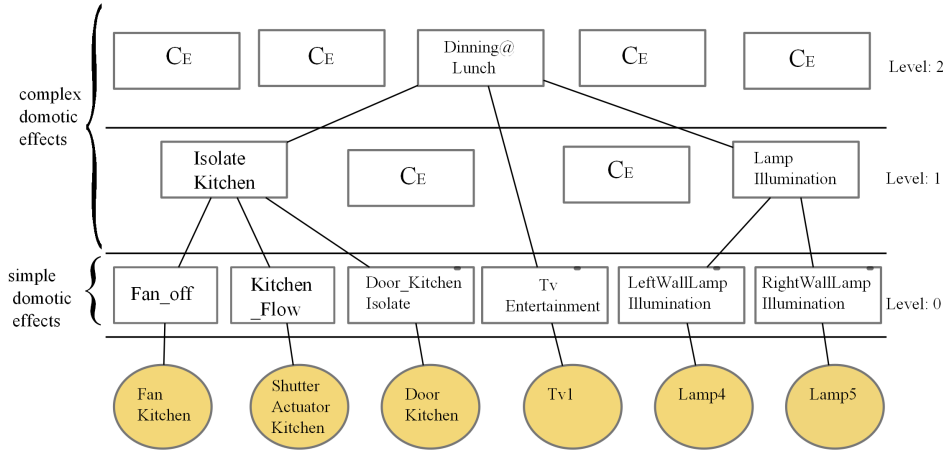 CE
CE
Dinning@
Lunch
CE
CE
Level: 2
complex
domotic
effects
Isolate
Kitchen
CE
CE
Lamp
Illumination
Level: 1
simple
domotic
effects
Fan_off
Kitchen
_Flow
Door_Kitchen
Isolate
Tv
Entertainment
LeftWallLamp
Illumination
RightWallLamp
Illumination
Level: 0
Fan
Kitchen
Shutter
Actuator
Kitchen
Door
Kitchen
Tv1
Lamp4
Lamp5